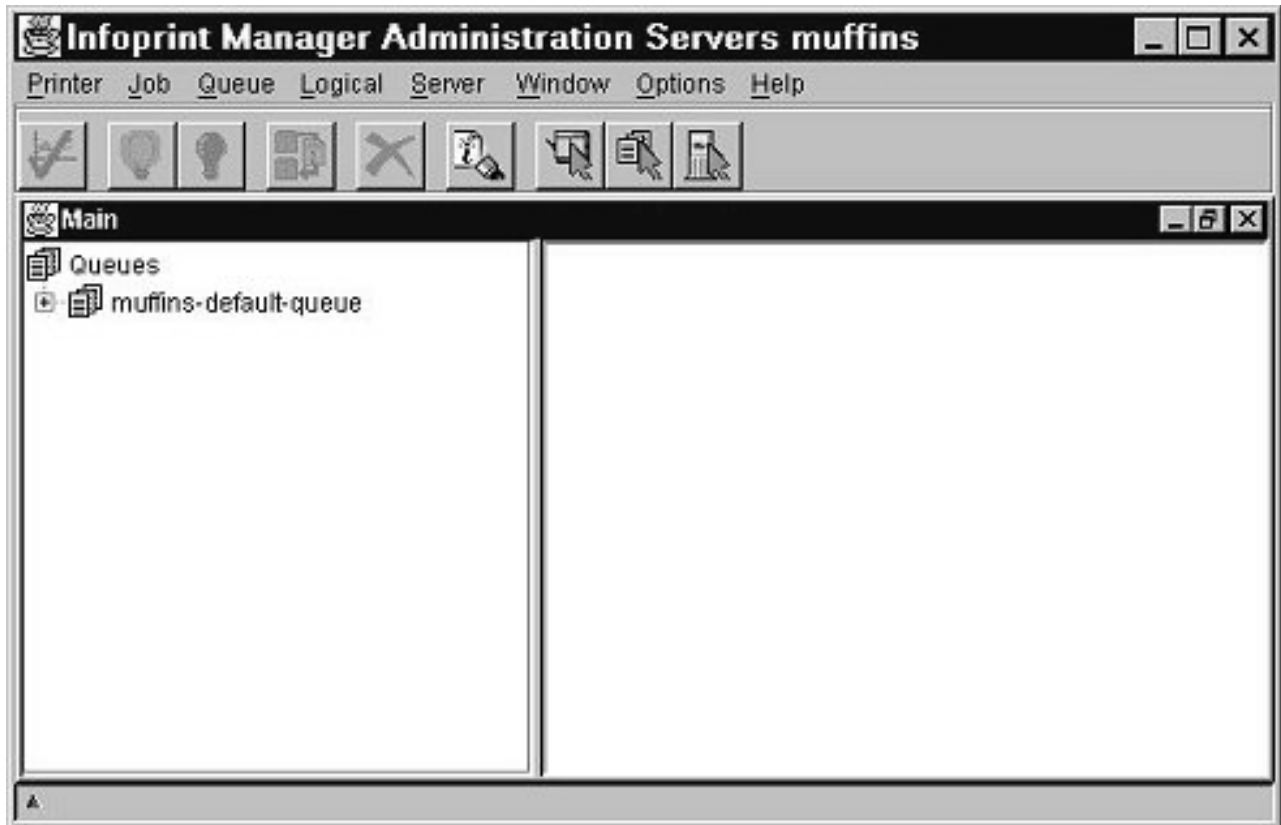 Infoprint Manager Administration Servers muffins
Printer Job Queue Logical Server Window Options Help
Main
Queues
muffins-default-queue